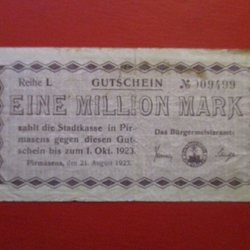 Reihe L GUTSCHEIN № 009499
EINE MILLION MARK
zahlt die Stadtkasse in Pir-
masens gegen diesen Gut-
schein bis zum 1. Okt. 1923.
Pirmasens, den 21. August 1923.
Das Bürgermeisteramt: